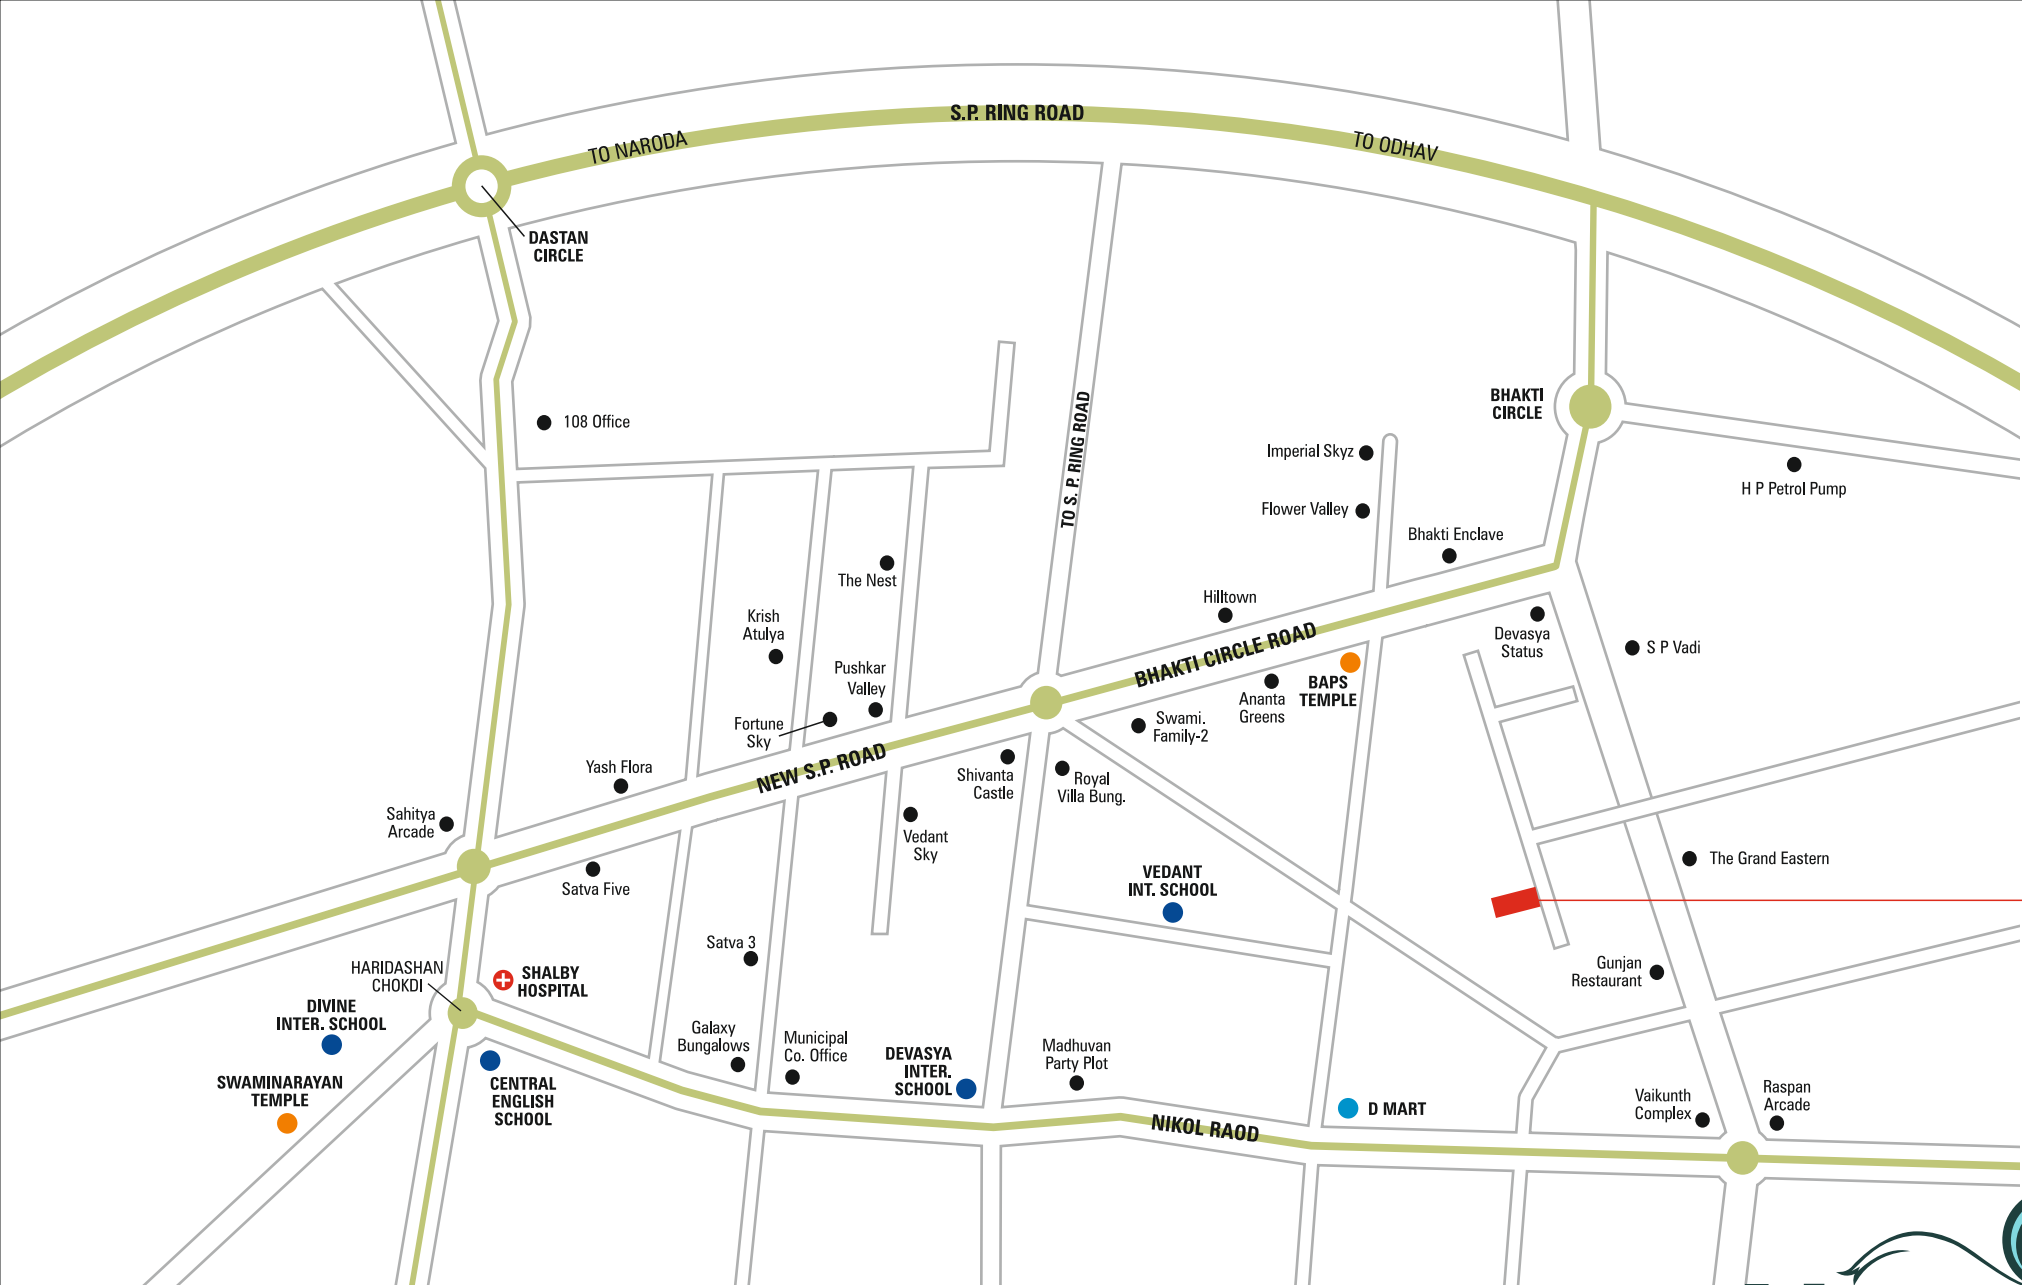 S.P. RING ROAD
TO NARODA
TO ODHAV
DASTAN
CIRCLE
108 Office
TO S. P. RING ROAD
BHAKTI
CIRCLE
Imperial Skyz
H P Petrol Pump
Flower Valley
Bhakti Enclave
The Nest
Hilltown
Krish
Atulya
BHAKTI CIRCLE ROAD
Devasya
Status
S P Vadi
Pushkar
Valley
BAPS
TEMPLE
Ananta
Greens
Fortune
Sky
Swami.
Family-2
NEW S.P. ROAD
Yash Flora
Shivanta
Castle
Royal
Villa Bung.
Sahitya
Arcade
Vedant
Sky
The Grand Eastern
Satva Five
VEDANT
INT. SCHOOL
Satva 3
HARIDASHAN
CHOKDI
SHALBY
HOSPITAL
Gunjan
Restaurant
DIVINE
INTER. SCHOOL
Galaxy
Bungalows
Municipal
Co. Office
DEVASYA
INTER.
SCHOOL
Madhuvan
Party Plot
SWAMINARAYAN
TEMPLE
CENTRAL
ENGLISH
SCHOOL
NIKOL RAOD
D MART
Vaikunth
Complex
Raspan
Arcade